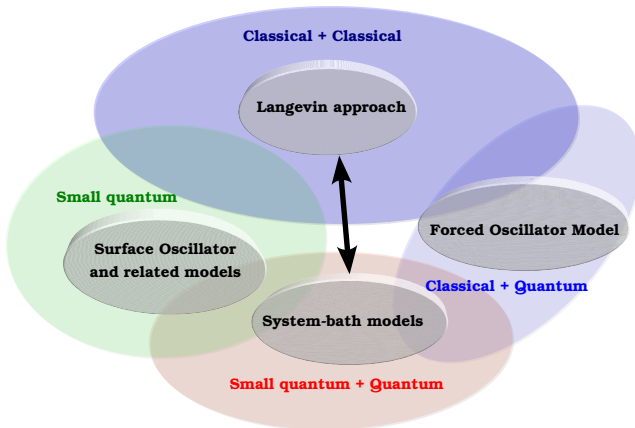 Classical + Classical
Langevin approach
Small quantum
Surface Oscillator
and related models
Forced Oscillator Model
Classical + Quantum
System-bath models
Small quantum + Quantum